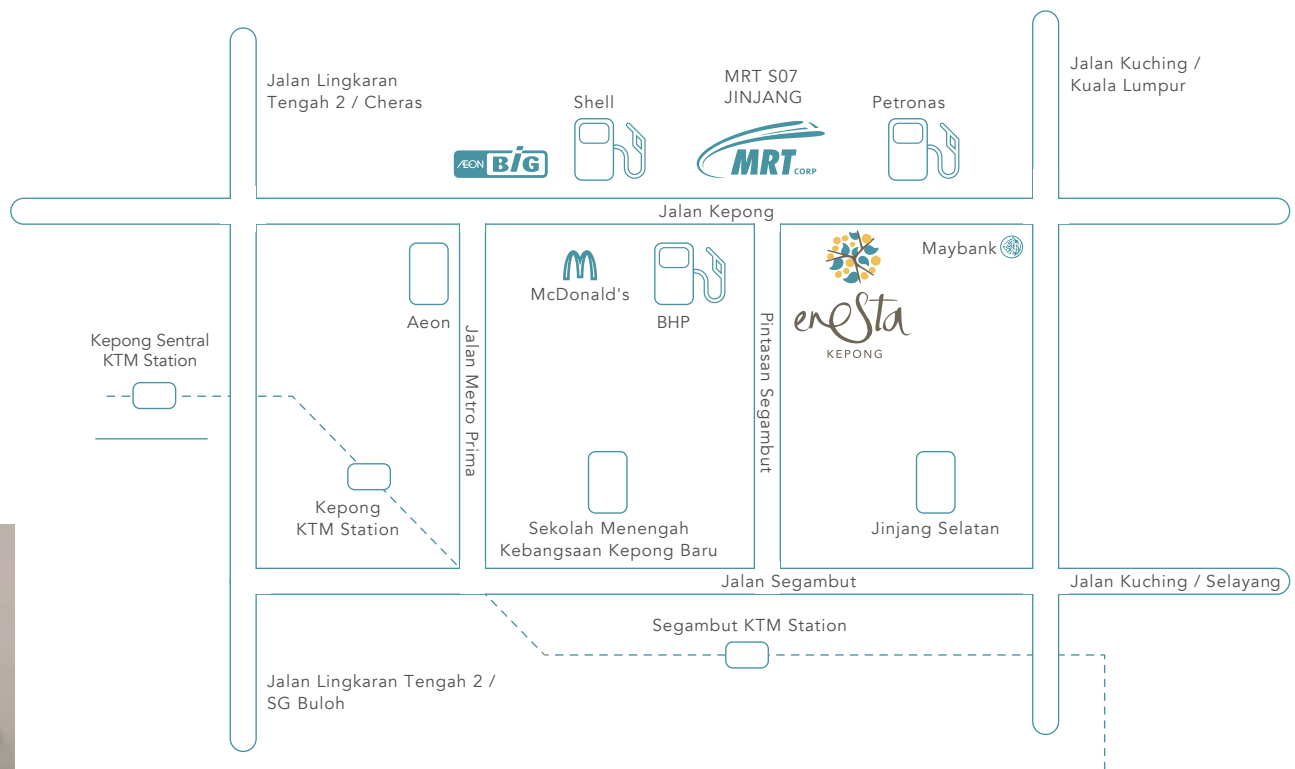 Jalan Lingkaran
Tengah 2 / Cheras
AEON BIG
Shell
MRT S07
JINJANG
MRT CORP
Petronas
Jalan Kuching /
Kuala Lumpur
Jalan Kepong
Aeon
McDonald's
BHP
enesta
KEPONG
Maybank
Kepong Sentral
KTM Station
Jalan Metro Prima
Pintasan Segambut
Kepong
KTM Station
Sekolah Menengah
Kebangsaan Kepong Baru
Jinjang Selatan
Jalan Segambut
Jalan Kuching / Selayang
Segambut KTM Station
Jalan Lingkaran Tengah 2 /
SG Buloh